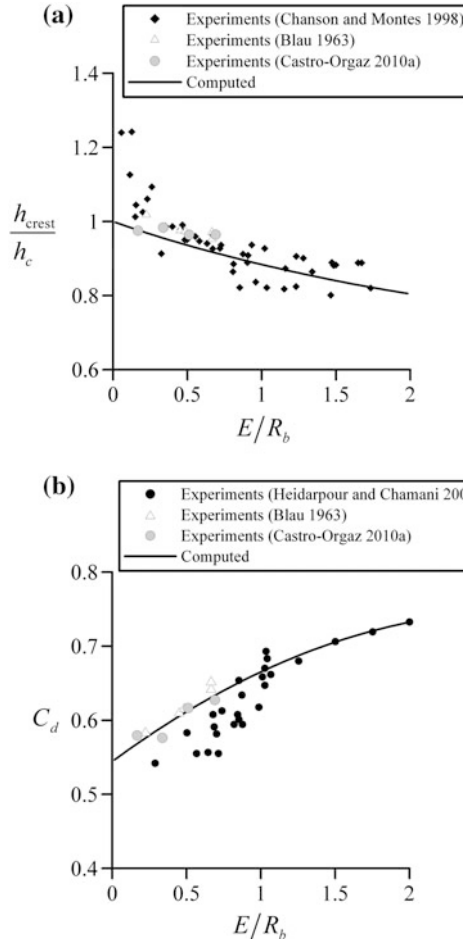 (a)
Experiments (Chanson and Montes 1998)
Experiments (Blau 1963)
Experiments (Castro-Orgaz 2010a)
Computed
1.4
1.2
1
0.8
0.6
h_crest
h_c
0 0.5 1 1.5 2
E/R_b
(b)
Experiments (Heidarpour and Chamani 200
Experiments (Blau 1963)
Experiments (Castro-Orgaz 2010a)
Computed
0.8
0.7
0.6
0.5
0.4
C_d
0 0.5 1 1.5 2
E/R_b